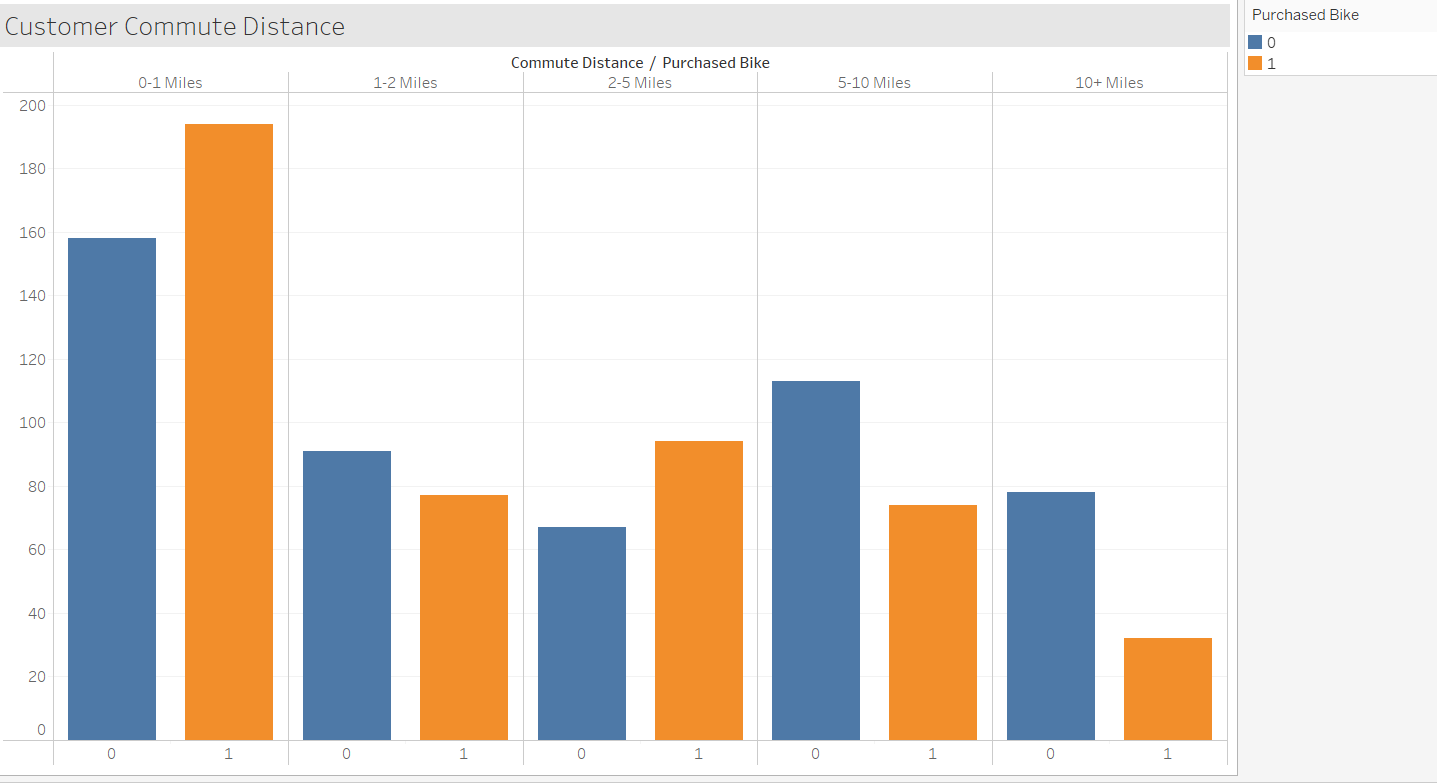 Customer Commute Distance
Purchased Bike
0
1
Commute Distance / Purchased Bike
0-1 Miles 1-2 Miles 2-5 Miles 5-10 Miles 10+ Miles
200
180
160
140
120
100
80
60
40
20
0
0 1 0 1 0 1 0 1 0 1